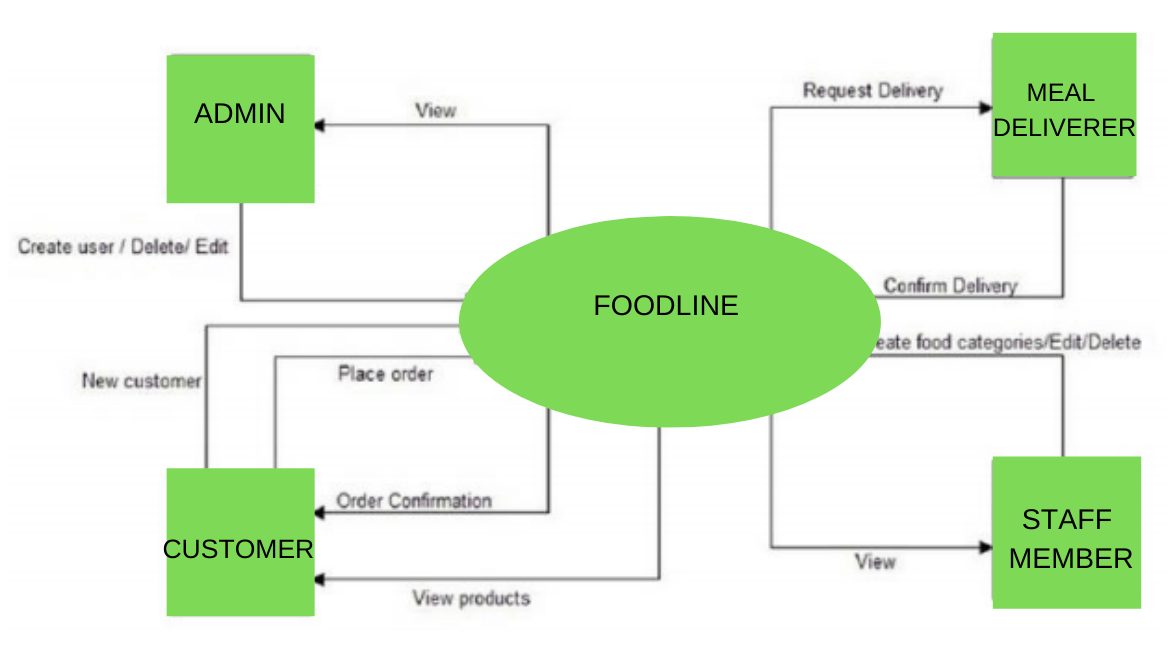 ADMIN
View
Request Delivery
MEAL
DELIVERER
Create user / Delete/ Edit
FOODLINE
Confirm Delivery
eate food categories/Edit/Delete
New customer
Place order
Order Confirmation
CUSTOMER
View products
STAFF
MEMBER
View